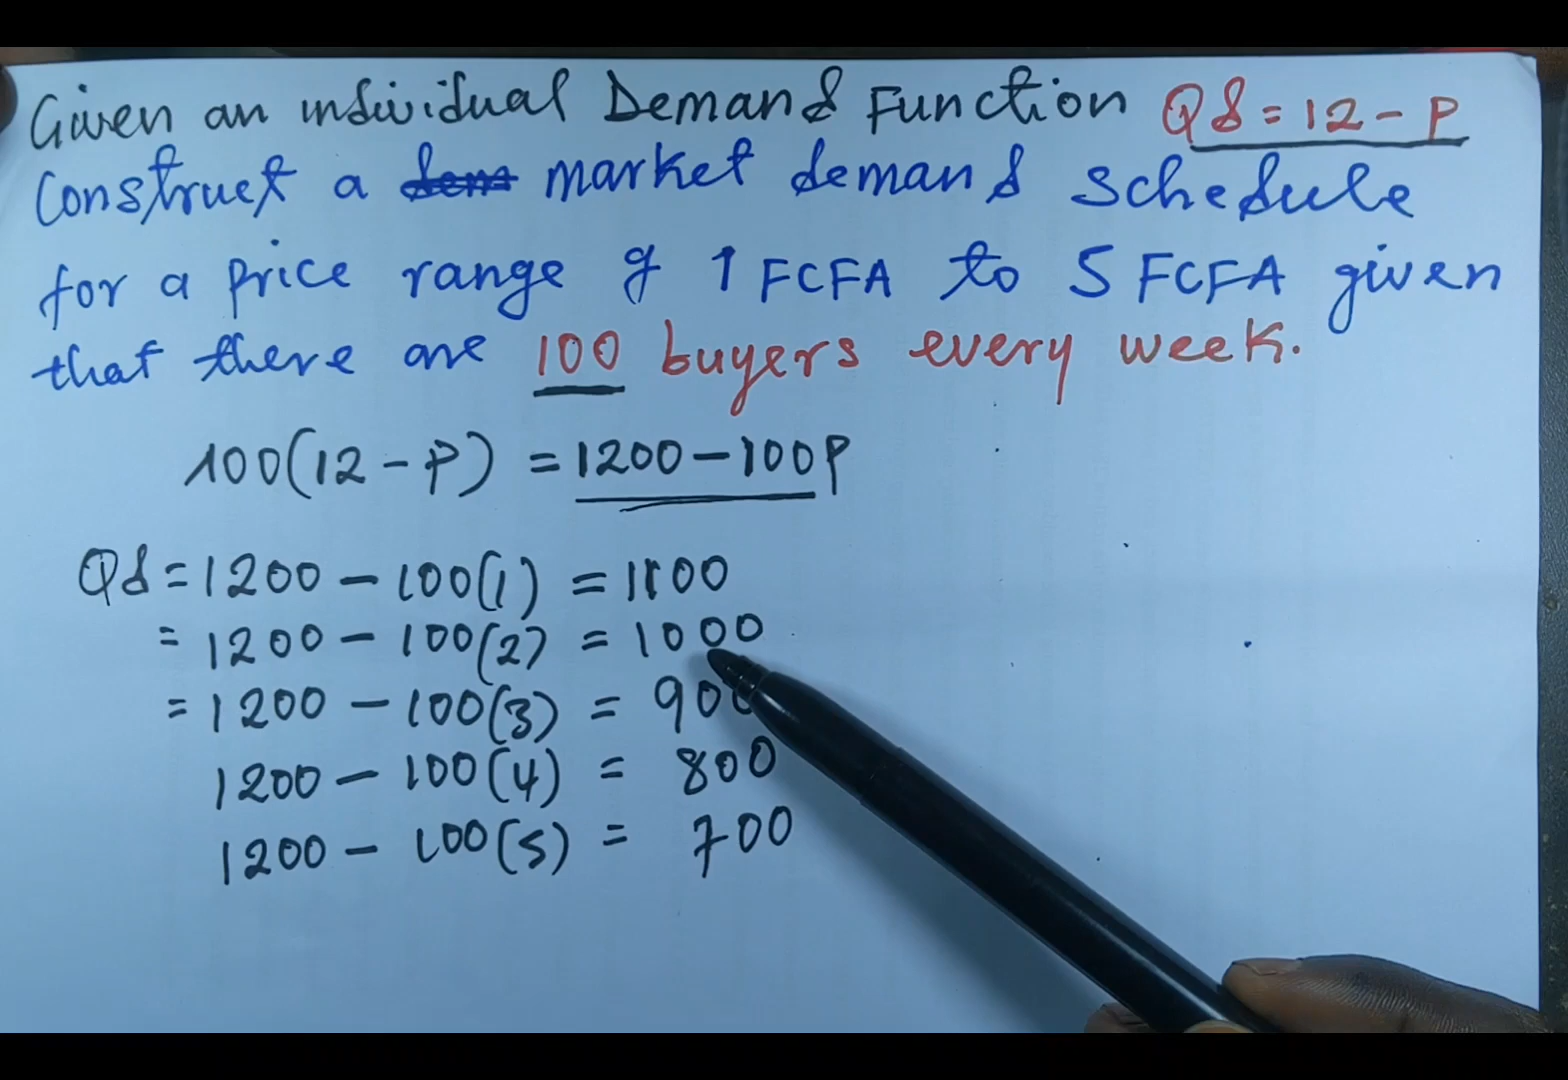 Given an individual Demand Function Qd = 12 - P
Construct a market demand schedule
for a price range of 1 FCFA to 5 FCFA given
that there are 100 buyers every week.
100(12 - P) = 1200 - 100P
Qd = 1200 - 100(1) = 1100
= 1200 - 100(2) = 1000
= 1200 - 100(3) = 900
1200 - 100(4) = 800
1200 - 100(5) = 700